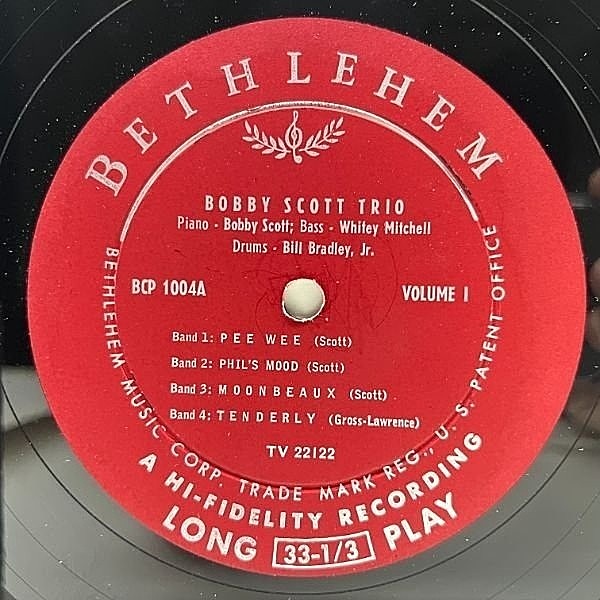 BETHLEHEM
BOBBY SCOTT TRIO
Piano - Bobby Scott; Bass - Whitey Mitchell
Drums - Bill Bradley, Jr.
BCP 1004A
VOLUME I
Band 1: PEE WEE (Scott)
Band 2: PHIL'S MOOD (Scott)
Band 3: MOONBEAUX (Scott)
Band 4: TENDERLY (Gross-Lawrence)
TV 22122
BETHLEHEM MUSIC CORP. TRADE MARK REG., U. S. PATENT OFFICE
A HI-FIDELITY RECORDING
LONG 33-1/3 PLAY